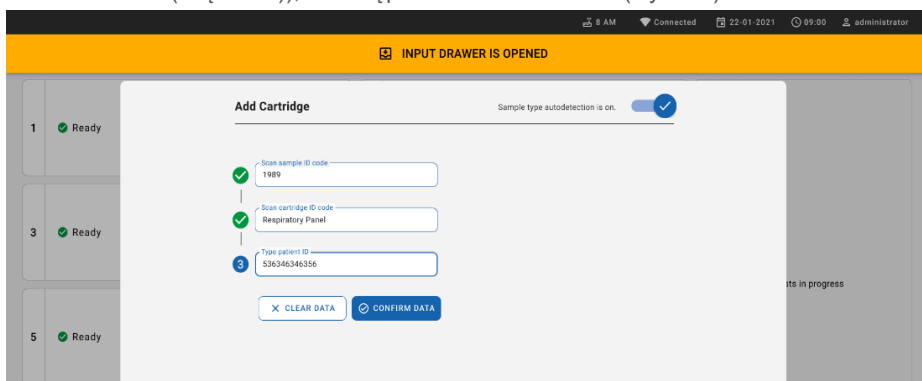 8 AM Connected 22-01-2021 09:00 administrator
INPUT DRAWER IS OPENED
Add Cartridge Sample type autodetection is on.
1 Ready
Scan sample ID code
1989
Scan cartridge ID code
3 Ready Respiratory Panel
Type patient ID
3 536346346356
sts in progress
CLEAR DATA CONFIRM DATA
5 Ready